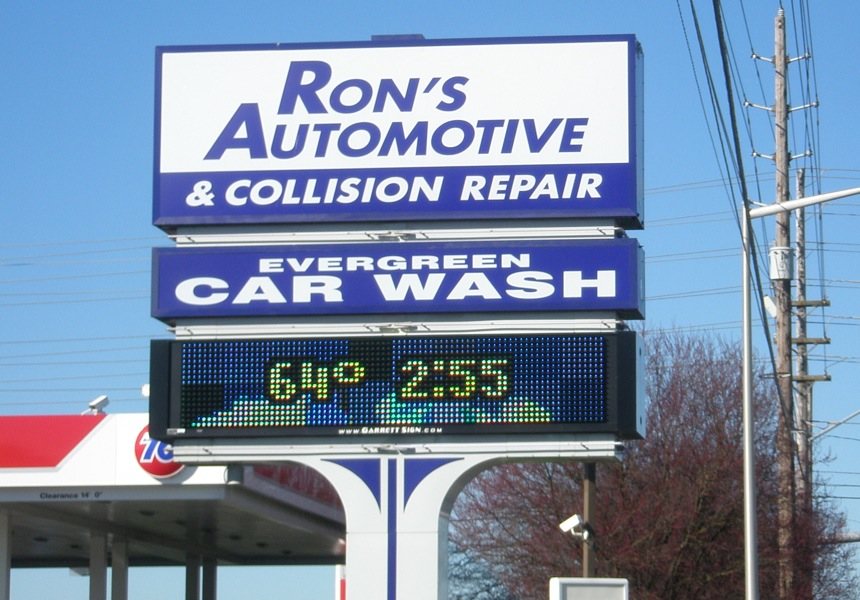 RON'S
AUTOMOTIVE
& COLLISION REPAIR
EVERGREEN
CAR WASH
64° 2:55
WWW.GARRETTSIGN.COM
76
Clearance 14' 0"